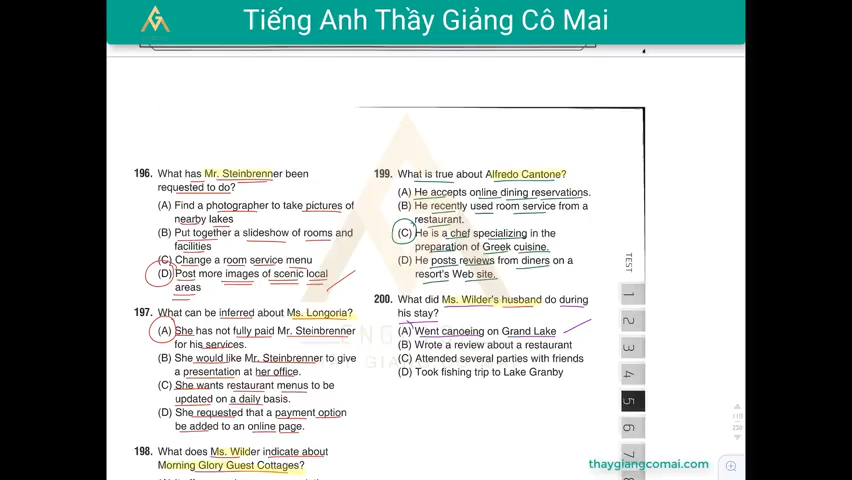 Tiếng Anh Thầy Giảng Cô Mai
196. What has Mr. Steinbrenner been
requested to do?
(A) Find a photographer to take pictures of
nearby lakes
(B) Put together a slideshow of rooms and
facilities
(C) Change a room service menu
(D) Post more images of scenic local
areas
197. What can be inferred about Ms. Longoria?
(A) She has not fully paid Mr. Steinbrenner
for his services.
(B) She would like Mr. Steinbrenner to give
a presentation at her office.
(C) She wants restaurant menus to be
updated on a daily basis.
(D) She requested that a payment option
be added to an online page.
198. What does Ms. Wilder indicate about
Morning Glory Guest Cottages?
199. What is true about Alfredo Cantone?
(A) He accepts online dining reservations.
(B) He recently used room service from a
restaurant.
(C) He is a chef specializing in the
preparation of Greek cuisine.
(D) He posts reviews from diners on a
resort's Web site.
200. What did Ms. Wilder's husband do during
his stay?
(A) Went canoeing on Grand Lake
(B) Wrote a review about a restaurant
(C) Attended several parties with friends
(D) Took fishing trip to Lake Granby
TEST
1
2
3
4
5
6
7
8
thaygiangcomai.com